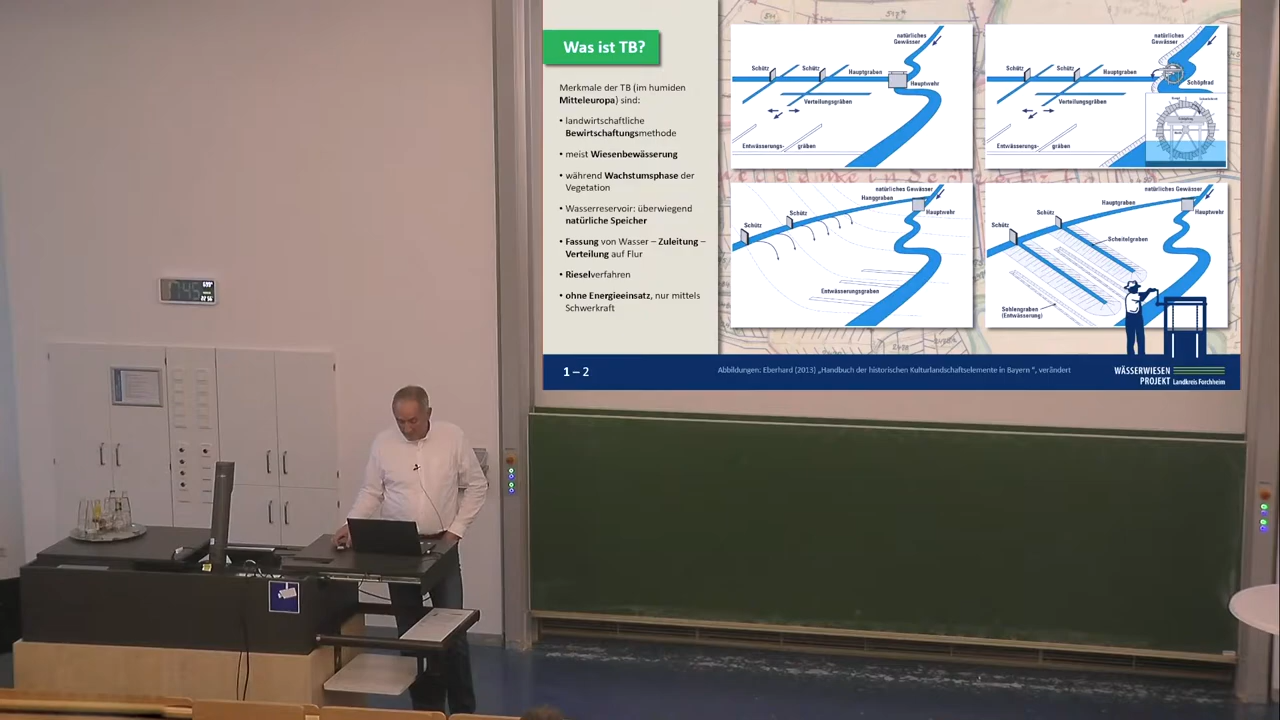 Was ist TB?
Merkmale der TB (im humiden
Mitteleuropa) sind:
• landwirtschaftliche
Bewirtschaftungsmethode
• meist Wiesenbewässerung
• während Wachstumsphase der
Vegetation
• Wasserreservoir: überwiegend
natürliche Speicher
• Fassung von Wasser – Zuleitung –
Verteilung auf Flur
• Rieselverfahren
• ohne Energieeinsatz, nur mittels
Schwerkraft
natürliches
Gewässer
Schütz
Schütz
Hauptgraben
Hauptwehr
Verteilungsgräben
Entwässerungs-
gräben
natürliches
Gewässer
Schütz
Schütz
Hauptgraben
Schöpfrad
Verteilungsgräben
Entwässerungs-
gräben
natürliches Gewässer
Hanggraben
Hauptwehr
Schütz
Schütz
Entwässerungsgraben
natürliches Gewässer
Hauptgraben
Hauptwehr
Schütz
Schütz
Scheitelgraben
Sohlengraben
(Entwässerung)
1 – 2
Abbildungen: Eberhard (2013) „Handbuch der historischen Kulturlandschaftselemente in Bayern “, verändert
WÄSSERWIESEN
PROJEKT Landkreis Forchheim